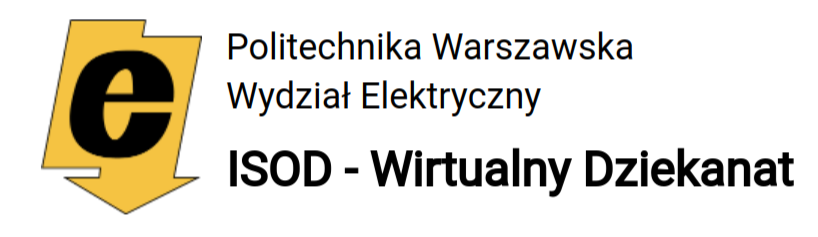 e
Politechnika Warszawska
Wydział Elektryczny
ISOD - Wirtualny Dziekanat